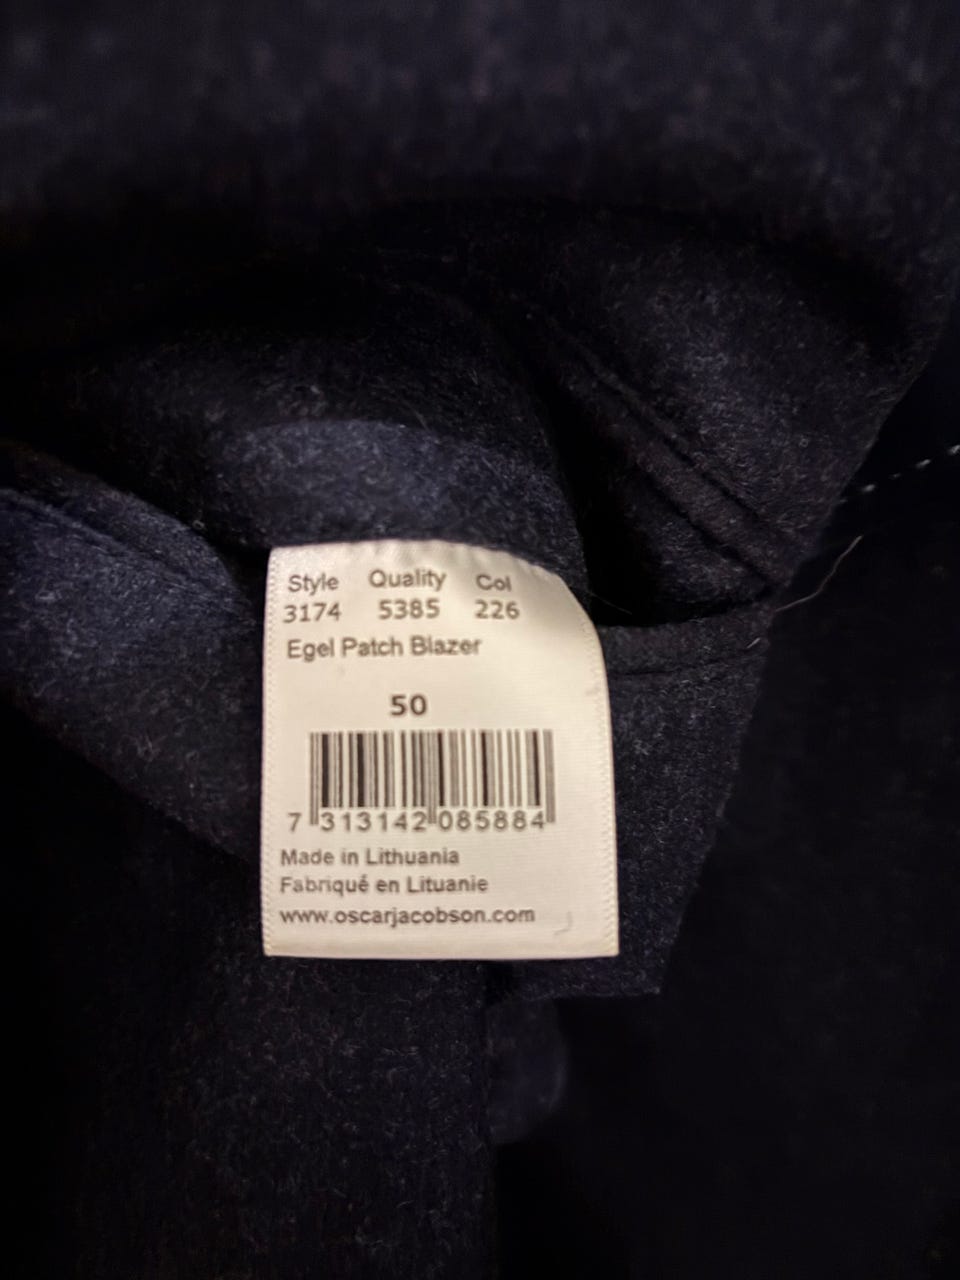 Style Quality Col
3174 5385 226
Egel Patch Blazer
50
7 313142 085884
Made in Lithuania
Fabriqué en Lituanie
www.oscarjacobson.com